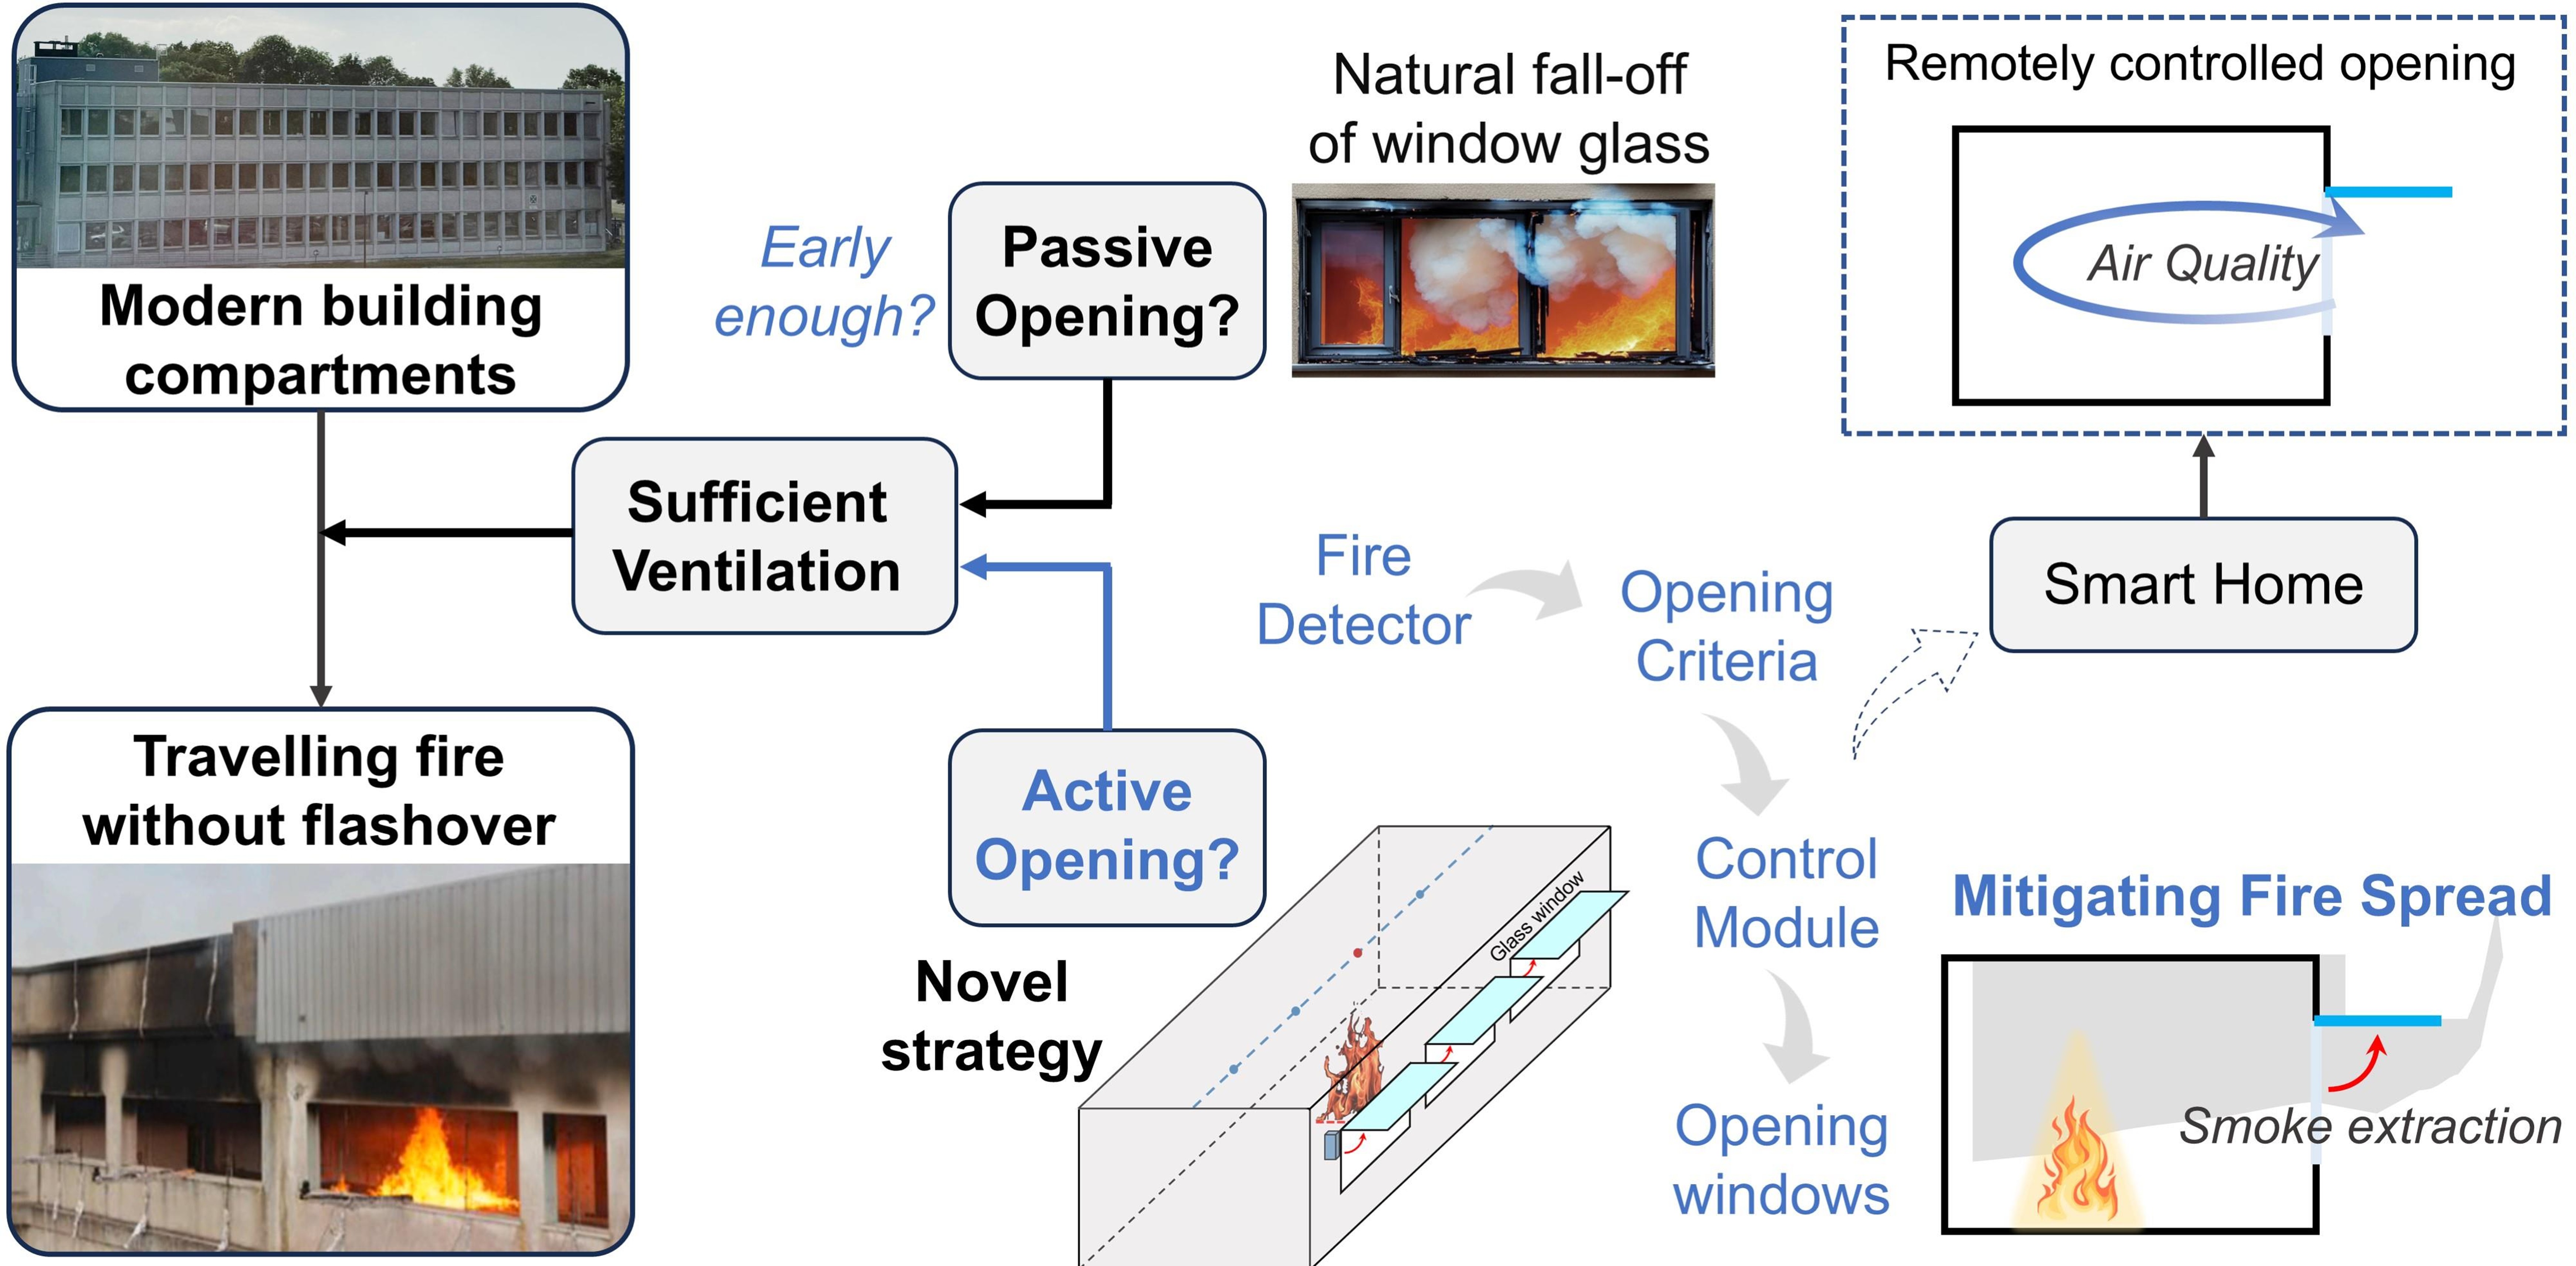 Modern building
compartments
Early
enough?
Passive
Opening?
Natural fall-off
of window glass
Remotely controlled opening
Air Quality
Sufficient
Ventilation
Fire
Detector
Opening
Criteria
Smart Home
Travelling fire
without flashover
Active
Opening?
Novel
strategy
Glass window
Control
Module
Opening
windows
Mitigating Fire Spread
Smoke extraction